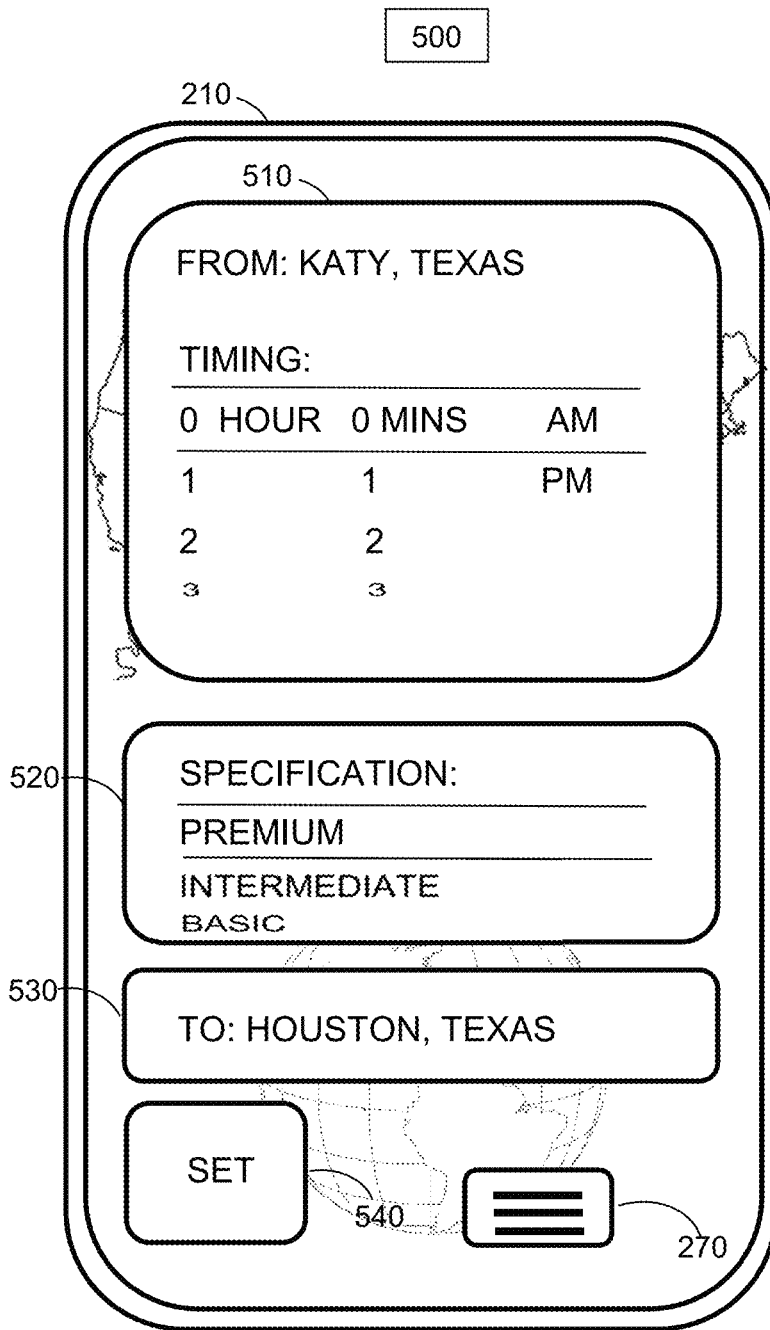 500
210
510
FROM: KATY, TEXAS
TIMING:
0 HOUR 0 MINS AM
1 1 PM
2 2
3 3
520
SPECIFICATION:
PREMIUM
INTERMEDIATE
BASIC
530
TO: HOUSTON, TEXAS
SET
540
270